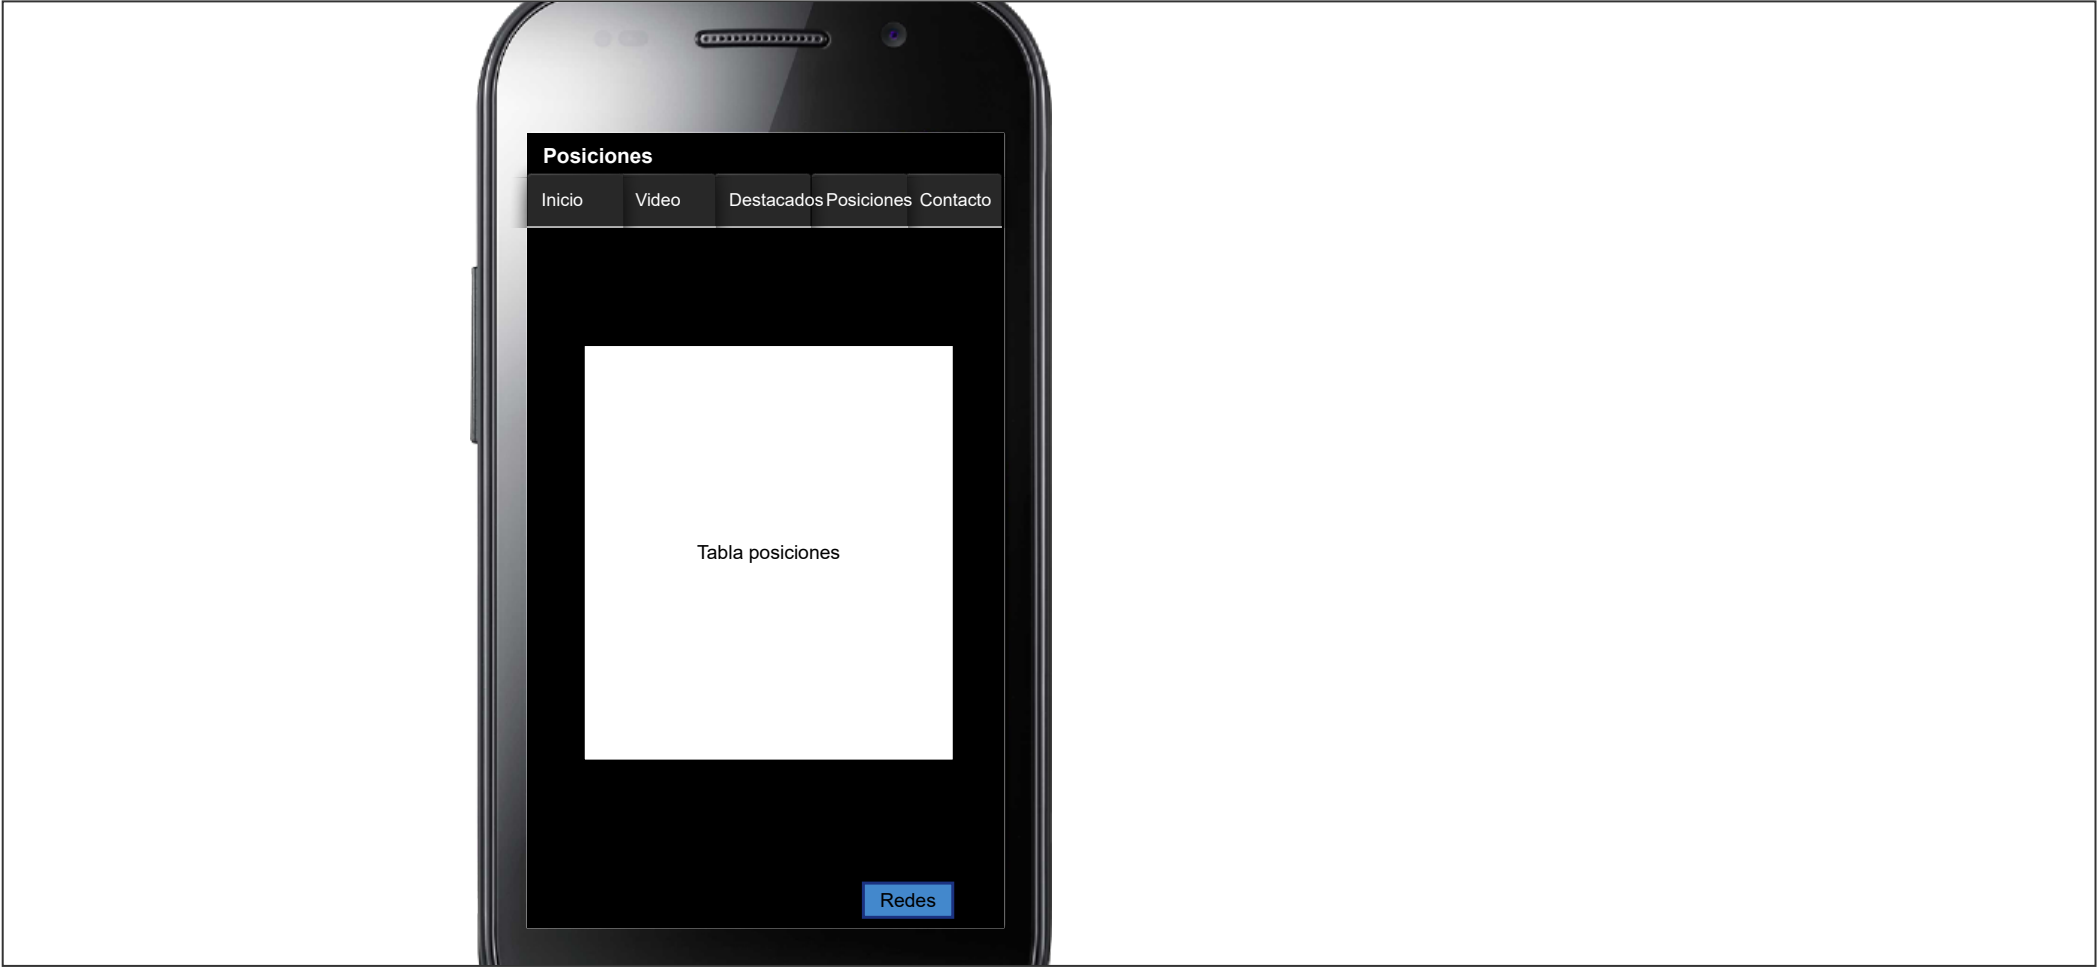 Posiciones
Inicio Video Destacados Posiciones Contacto
Tabla posiciones
Redes